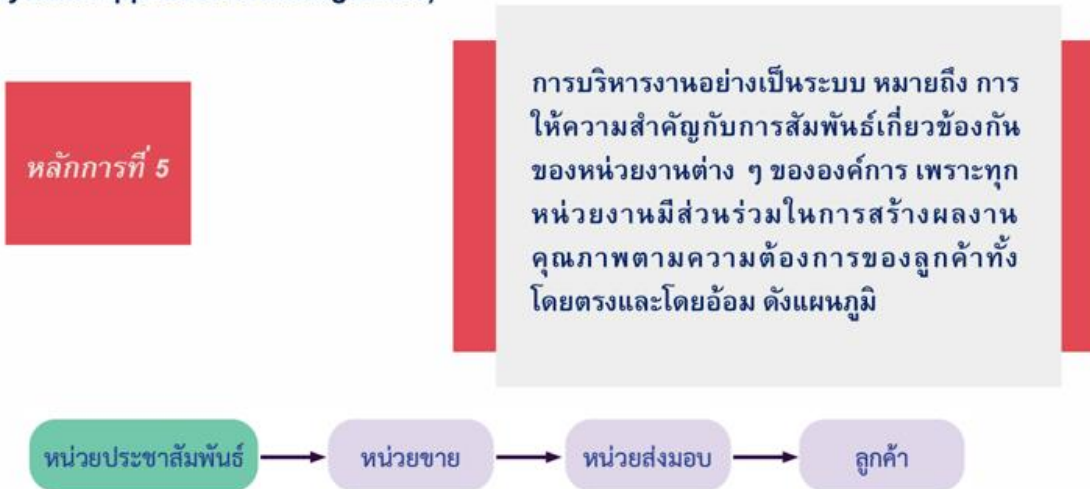 หลักการที่ 5
การบริหารงานอย่างเป็นระบบ หมายถึง การ
ให้ความสำคัญกับการสัมพันธ์เกี่ยวข้องกัน
ของหน่วยงานต่าง ๆ ขององค์การ เพราะทุก
หน่วยงานมีส่วนร่วมในการสร้างผลงาน
คุณภาพตามความต้องการของลูกค้าทั้ง
โดยตรงและโดยอ้อม ดังแผนภูมิ
หน่วยประชาสัมพันธ์ หน่วยขาย หน่วยส่งมอบ ลูกค้า